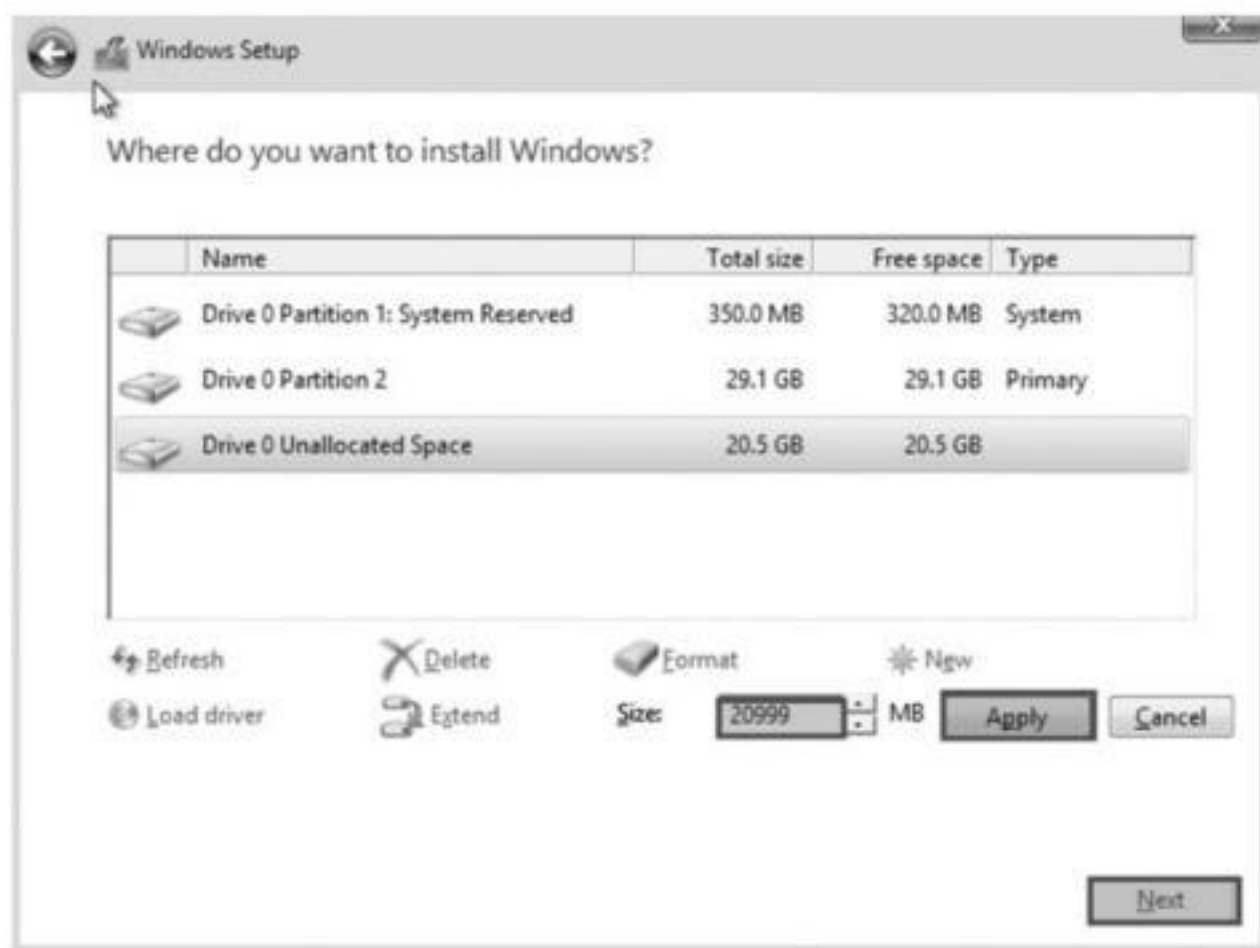 Windows Setup
Where do you want to install Windows?
Name Total size Free space Type
Drive 0 Partition 1: System Reserved 350.0 MB 320.0 MB System
Drive 0 Partition 2 29.1 GB 29.1 GB Primary
Drive 0 Unallocated Space 20.5 GB 20.5 GB
Refresh Delete Format New
Load driver Extend Size: 20999 MB Apply Cancel
Next